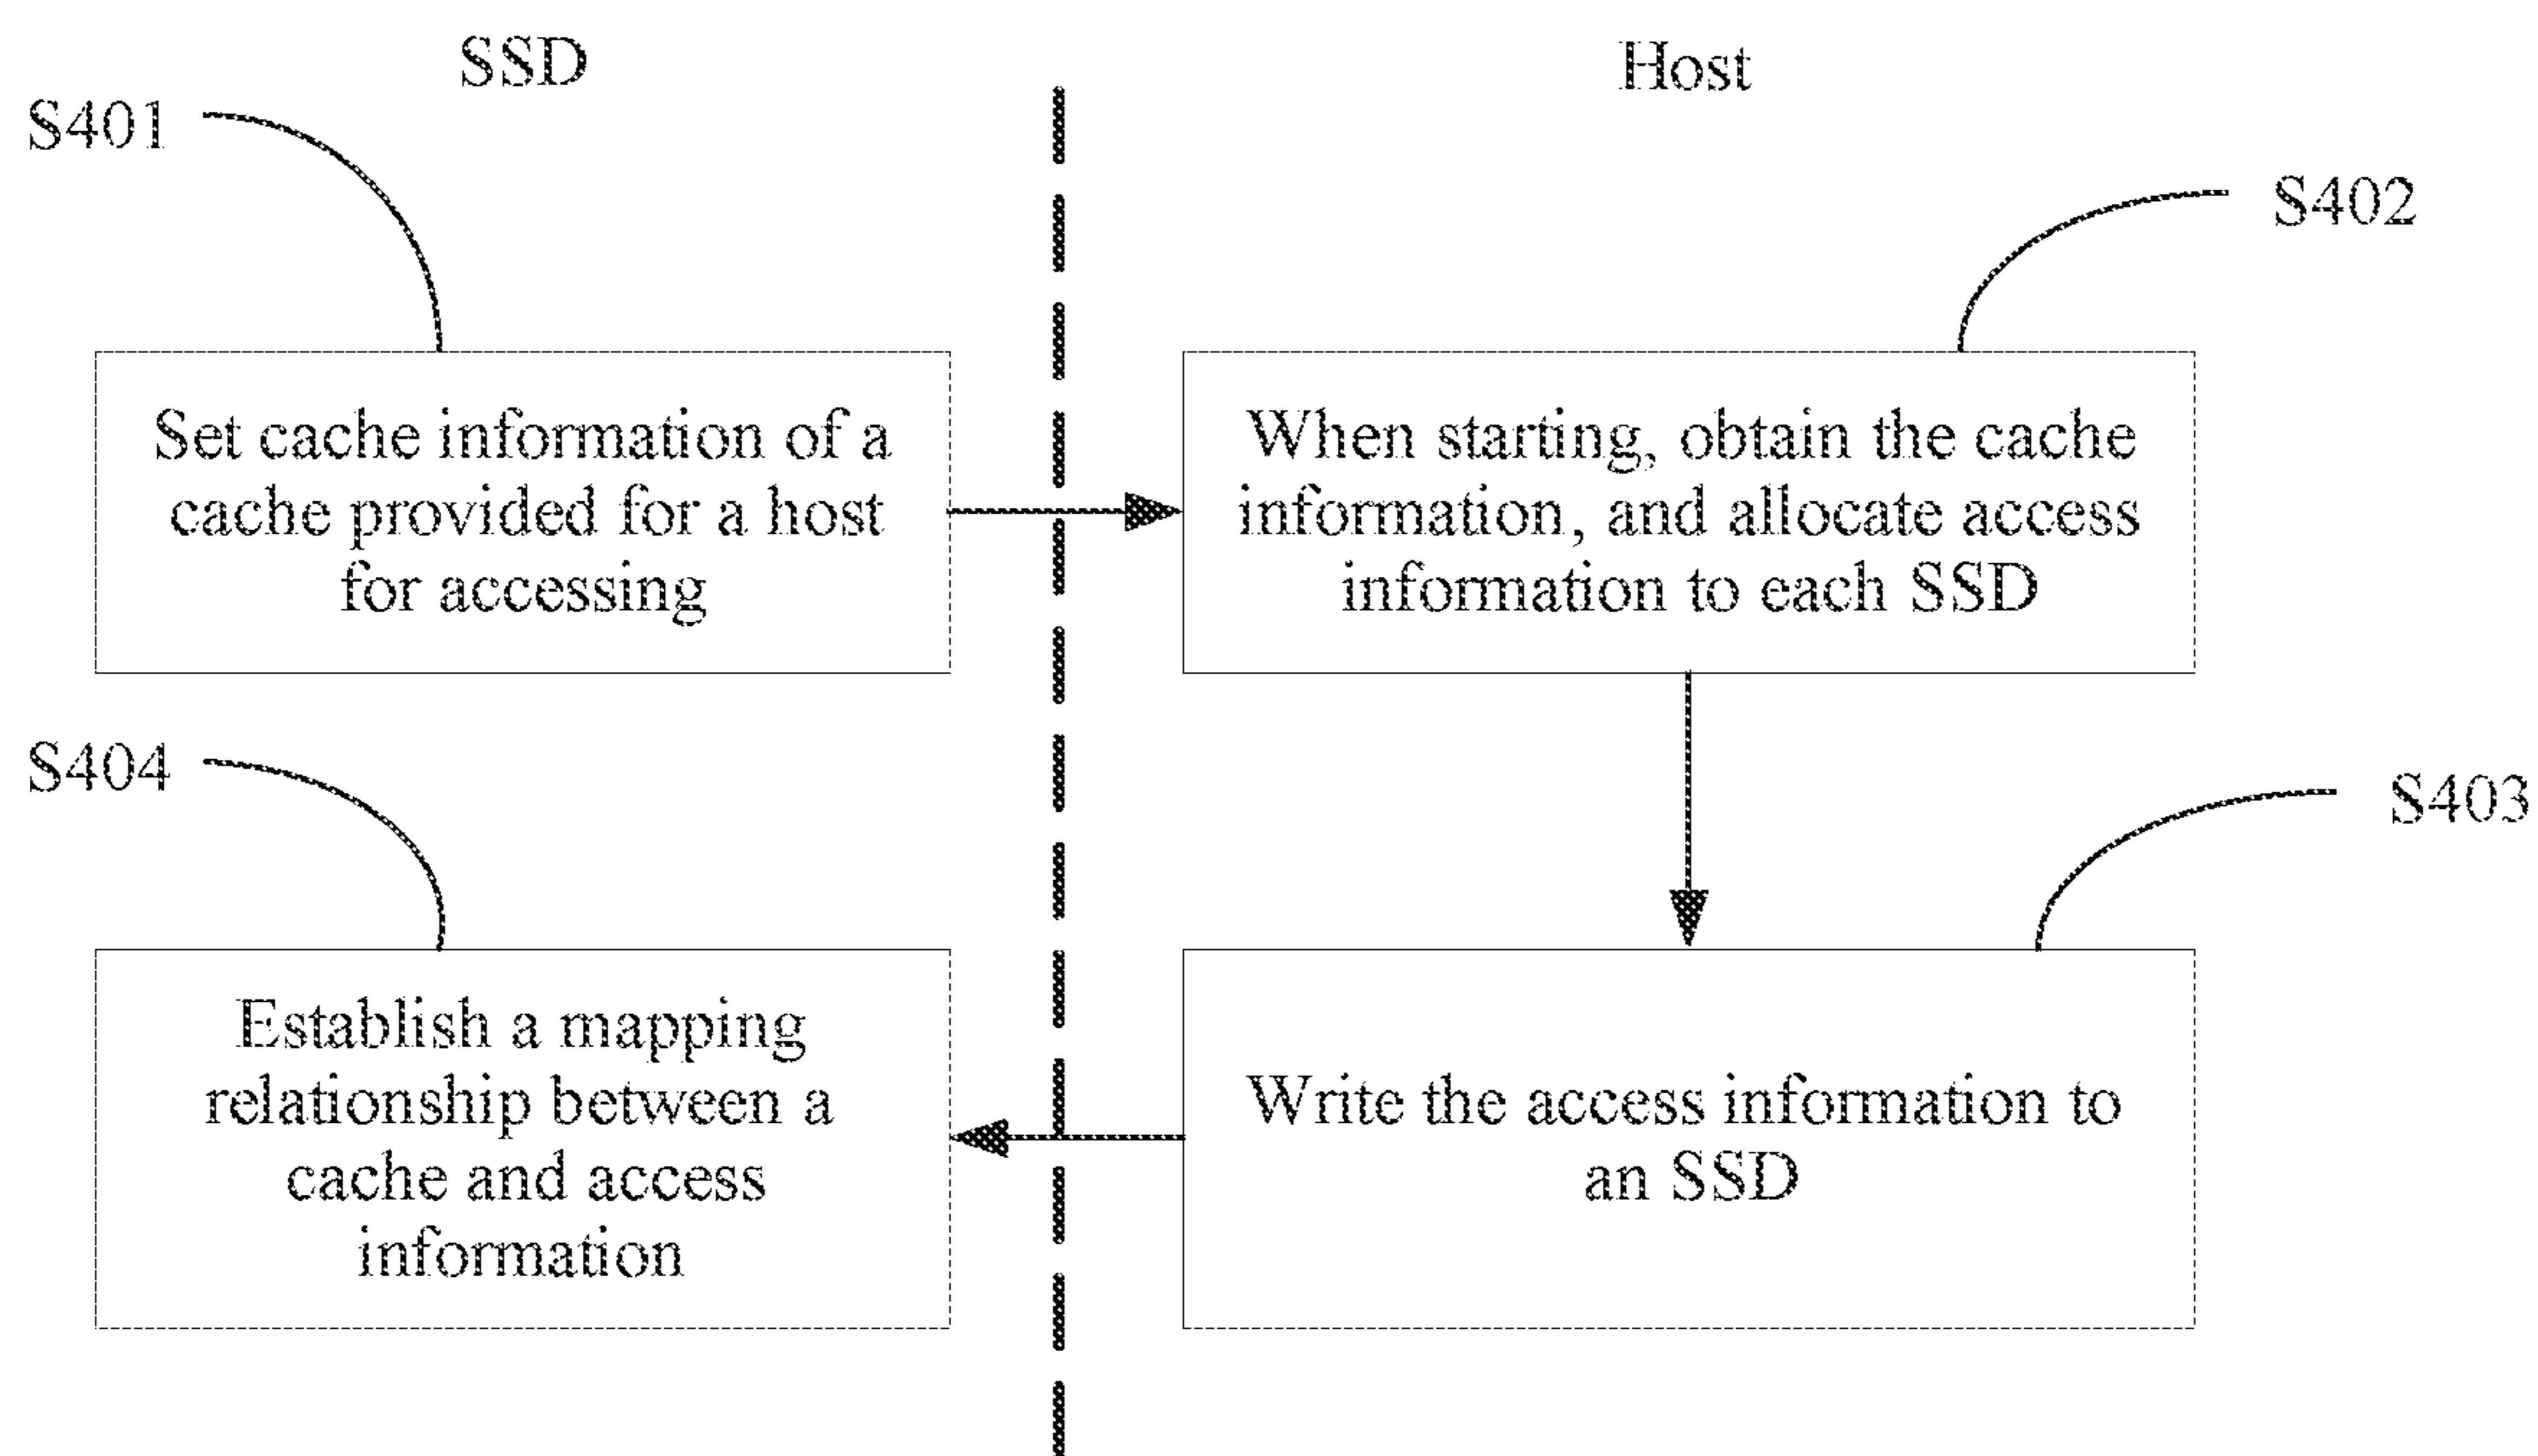 SSD
Host
S401
S402
Set cache information of a
cache provided for a host
for accessing
When starting, obtain the cache
information, and allocate access
information to each SSD
S404
S403
Establish a mapping
relationship between a
cache and access
information
Write the access information to
an SSD